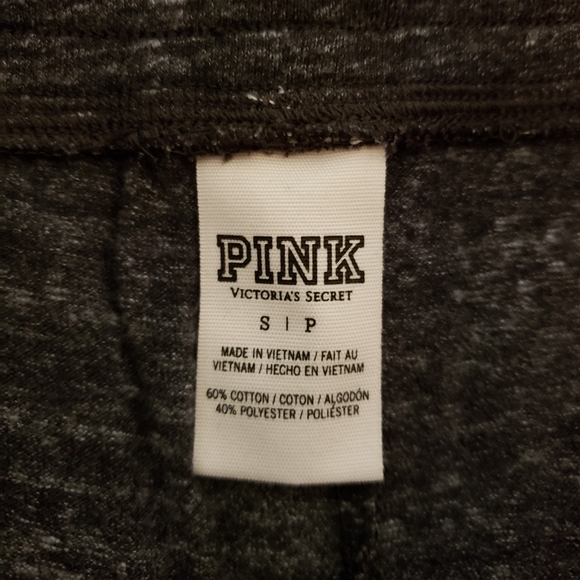 PINK
VICTORIA'S SECRET
S | P
MADE IN VIETNAM / FAIT AU
VIETNAM / HECHO EN VIETNAM
60% COTTON / COTON / ALGODÓN
40% POLYESTER / POLIÉSTER